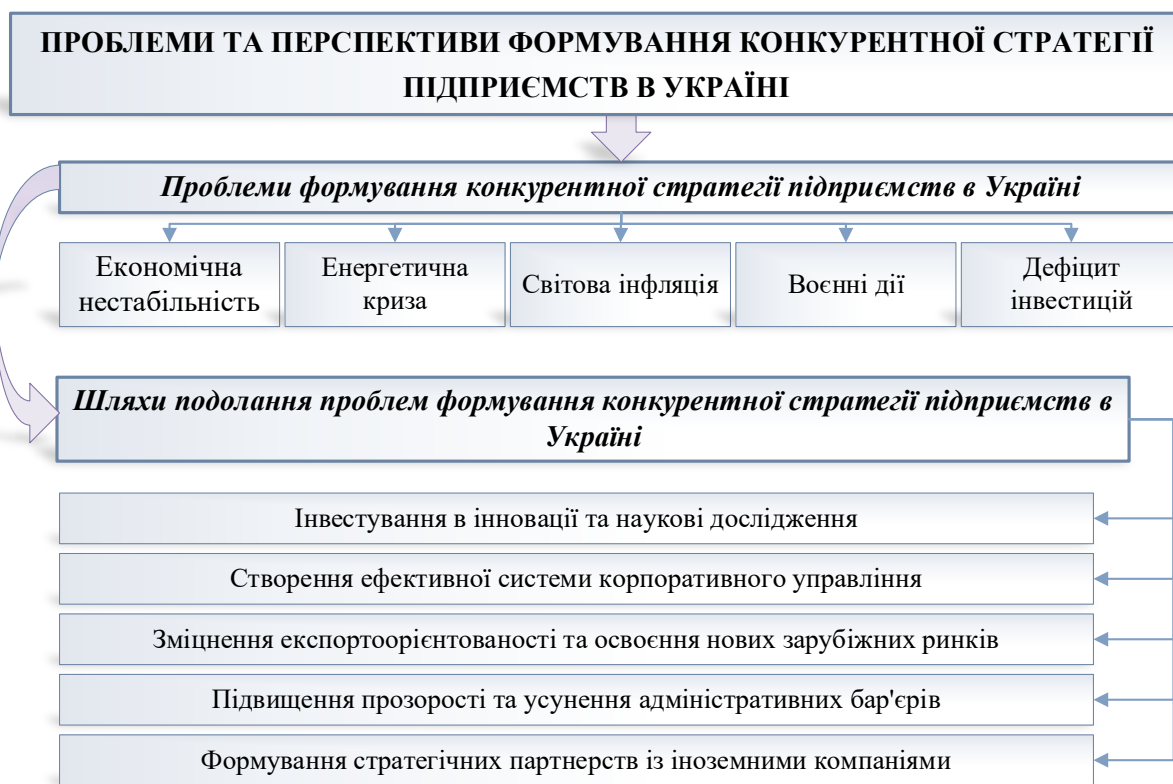 ПРОБЛЕМИ ТА ПЕРСПЕКТИВИ ФОРМУВАННЯ КОНКУРЕНТНОЇ СТРАТЕГІЇ
ПІДПРИЄМСТВ В УКРАЇНІ
Проблеми формування конкурентної стратегії підприємств в Україні
Економічна
нестабільність
Енергетична
криза
Світова інфляція
Воєнні дії
Дефіцит
інвестицій
Шляхи подолання проблем формування конкурентної стратегії підприємств в
Україні
Інвестування в інновації та наукові дослідження
Створення ефективної системи корпоративного управління
Зміцнення експортоорієнтованості та освоєння нових зарубіжних ринків
Підвищення прозорості та усунення адміністративних бар'єрів
Формування стратегічних партнерств із іноземними компаніями